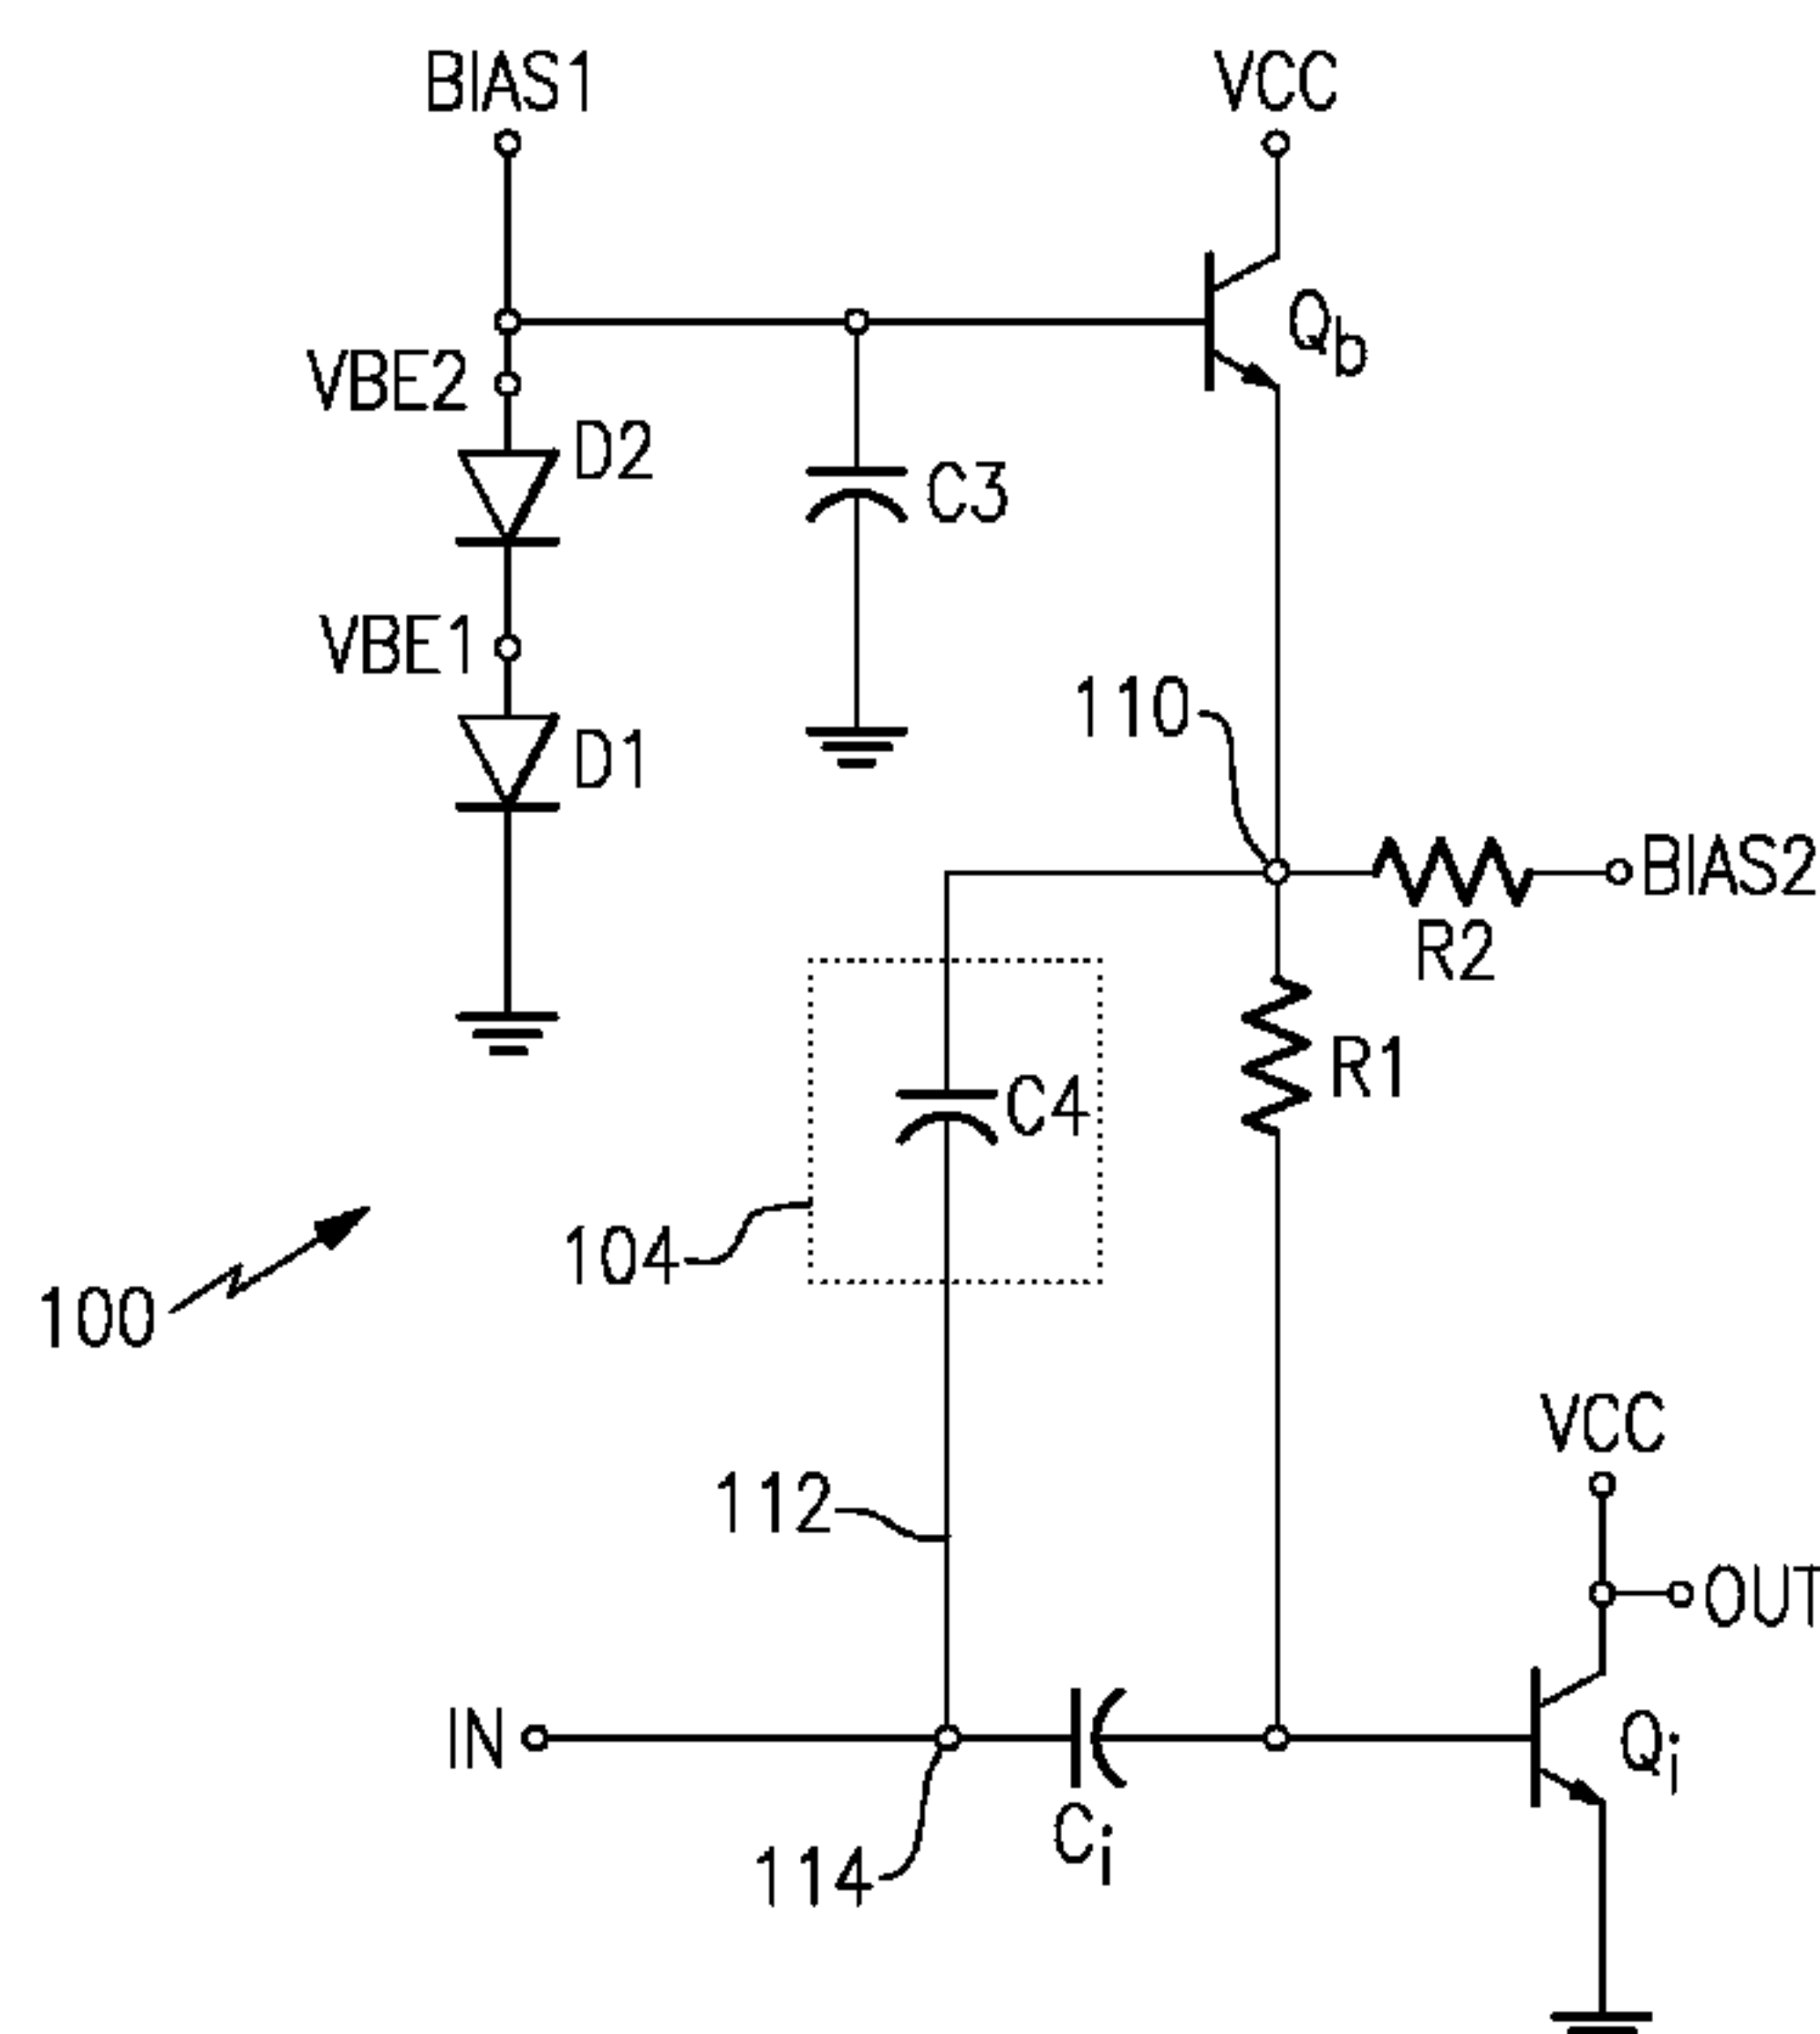 BIAS1
VCC
Qb
VBE2
D2
C3
VBE1
D1
110
BIAS2
R2
R1
C4
104
100
112
VCC
OUT
IN
Qi
Ci
114